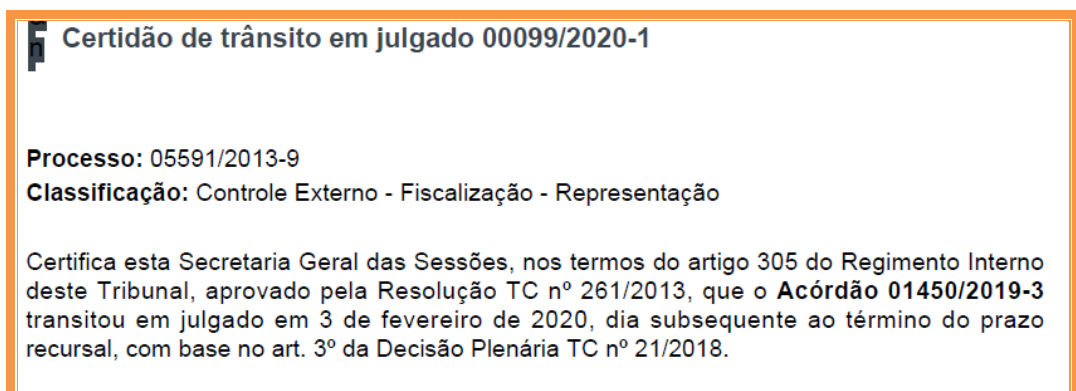 Certidão de trânsito em julgado 00099/2020-1
Processo: 05591/2013-9
Classificação: Controle Externo - Fiscalização - Representação
Certifica esta Secretaria Geral das Sessões, nos termos do artigo 305 do Regimento Interno
deste Tribunal, aprovado pela Resolução TC nº 261/2013, que o Acórdão 01450/2019-3
transitou em julgado em 3 de fevereiro de 2020, dia subsequente ao término do prazo
recursal, com base no art. 3º da Decisão Plenária TC nº 21/2018.